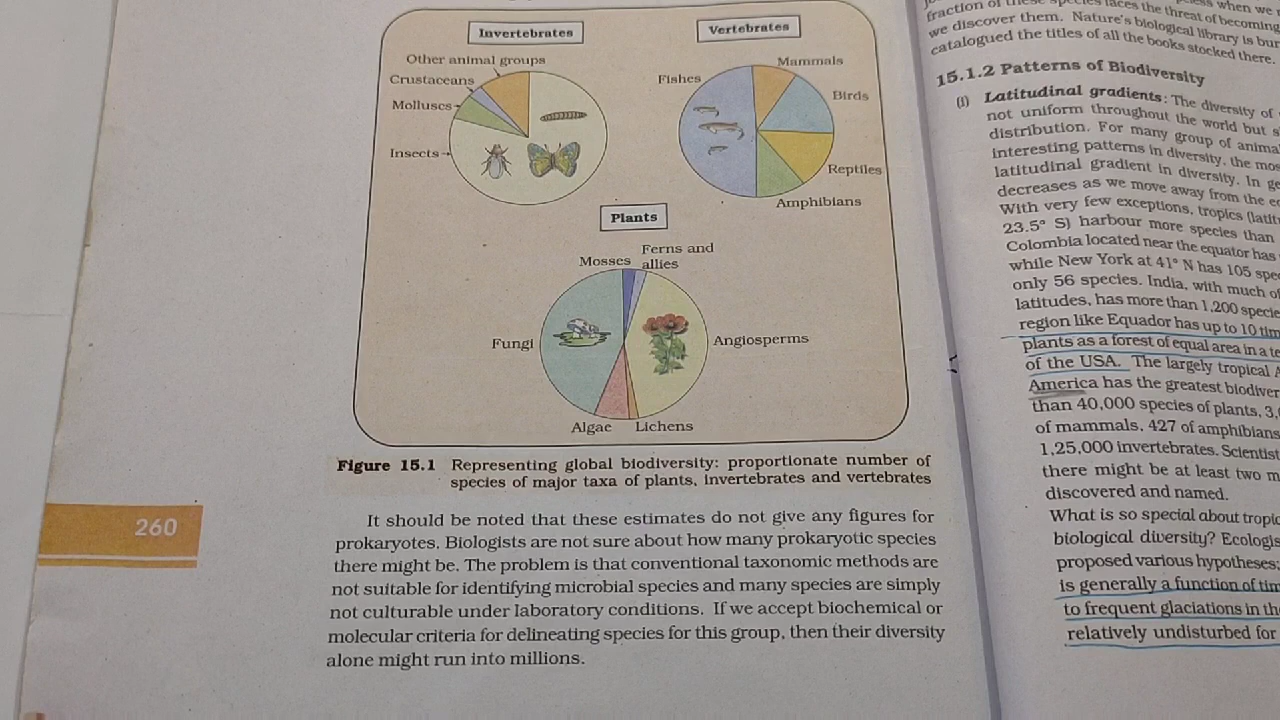 Invertebrates
Other animal groups
Crustaceans
Molluscs
Insects
Vertebrates
Mammals
Fishes
Birds
Reptiles
Amphibians
Plants
Ferns and
allies
Mosses
Fungi
Angiosperms
Algae
Lichens
Figure 15.1 Representing global biodiversity: proportionate number of
species of major taxa of plants, invertebrates and vertebrates
260
It should be noted that these estimates do not give any figures for
prokaryotes. Biologists are not sure about how many prokaryotic species
there might be. The problem is that conventional taxonomic methods are
not suitable for identifying microbial species and many species are simply
not culturable under laboratory conditions. If we accept biochemical or
molecular criteria for delineating species for this group, then their diversity
alone might run into millions.
when we
fraction of these species faces the threat of becoming
we discover them. Nature's biological library is
catalogued the titles of all the books stocked there.
15.1.2 Patterns of Biodiversity
(i) Latitudinal gradients: The diversity of
not uniform throughout the world but
distribution. For many group of
interesting patterns in diversity, the
latitudinal gradient in diversity. In
decreases as we move away from the
With very few exceptions, tropics
23.5° S) harbour more species than
Colombia located near the equator has
while New York at 41° N has 105
only 56 species. India, with much
latitudes, has more than 1,200
region like Equador has up to 10
plants as a forest of equal area in a
of the USA. The largely tropical
America has the greatest
than 40,000 species of plants,
of mammals, 427 of amphibians
1,25,000 invertebrates.
there might be at least two
discovered and named.
What is so special about
biological diversity?
proposed various hypotheses;
is generally a function of
to frequent glaciations in
relatively undisturbed for